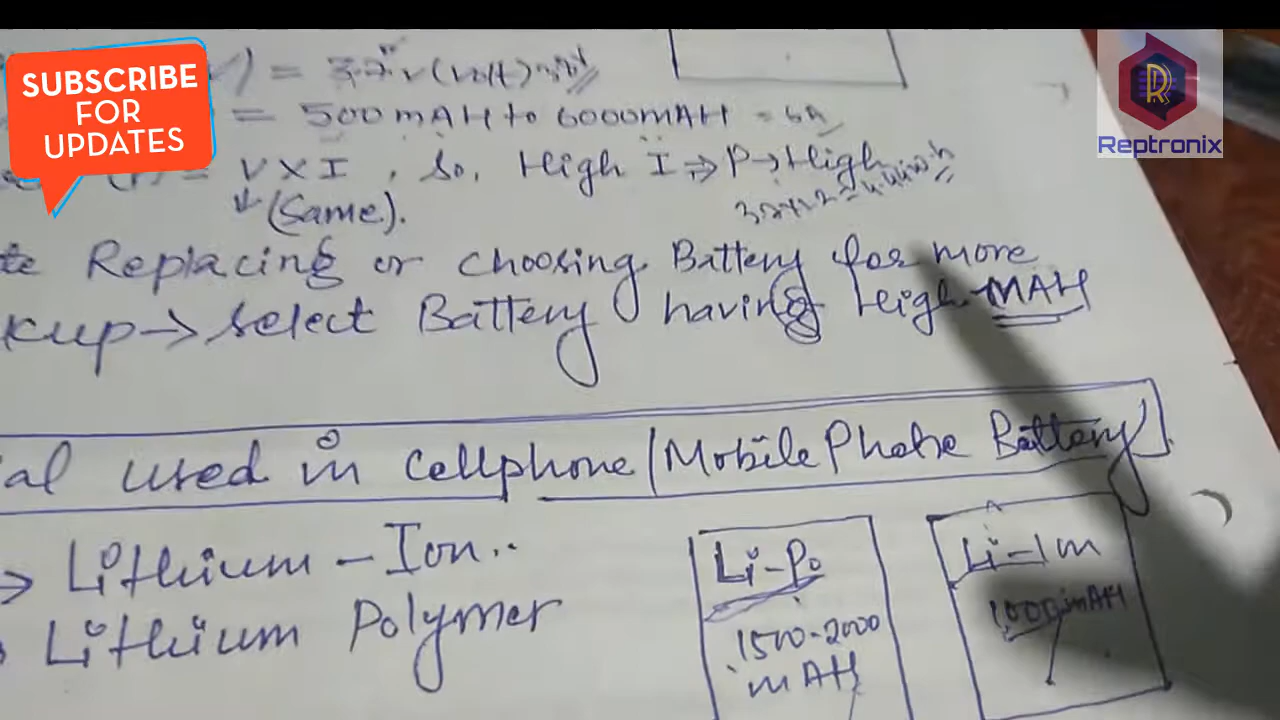 SUBSCRIBE
FOR
UPDATES
Reptronix
= 500mAH to 6000mAH = 6A
= V X I , So, High I ⇒ P → High
(Same).
Replacing or choosing Battery for more
kup → select Battery having High MAH
al used in cellphone / Mobile Phone Battery
→ Lithium - Ion..
Lithium Polymer
Li-Po
1500-2000
mAH
Li-Im
1000mAH